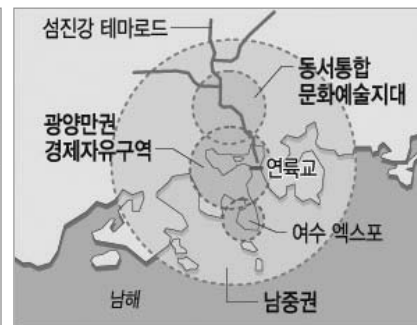 섬진강 테마로드
동서통합
문화예술지대
광양만권
경제자유구역
연륙교
여수 엑스포
남해
남중권